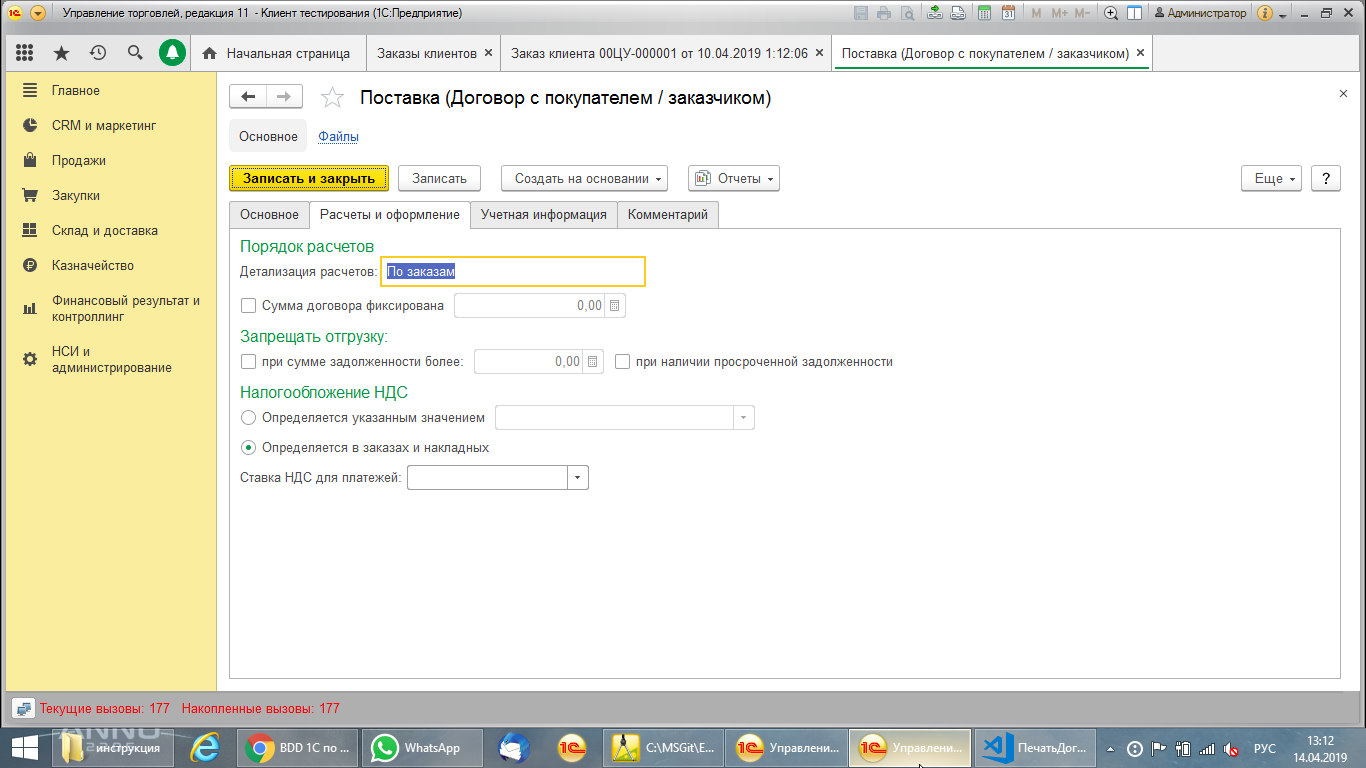 Управление торговлей, редакция 11 - Клиент тестирования (1С:Предприятие)
31 M M+ M- Администратор
Начальная страница
Заказы клиентов
Заказ клиента 00ЦУ-000001 от 10.04.2019 1:12:06
Поставка (Договор с покупателем / заказчиком)
Главное
CRM и маркетинг
Продажи
Закупки
Склад и доставка
Казначейство
Финансовый результат и
контроллинг
НСИ и
администрирование
Поставка (Договор с покупателем / заказчиком)
Основное Файлы
Записать и закрыть Записать Создать на основании Отчеты Еще ?
Основное Расчеты и оформление Учетная информация Комментарий
Порядок расчетов
Детализация расчетов: По заказам
Сумма договора фиксирована 0,00
Запрещать отгрузку:
при сумме задолженности более: 0,00 при наличии просроченной задолженности
Налогообложение НДС
Определяется указанным значением
Определяется в заказах и накладных
Ставка НДС для платежей:
Текущие вызовы: 177 Накопленные вызовы: 177
инструкция
BDD 1С по ...
WhatsApp
C:\MSGit\E...
Управлени...
Управлени...
ПечатьДог...
РУС
13:12
14.04.2019